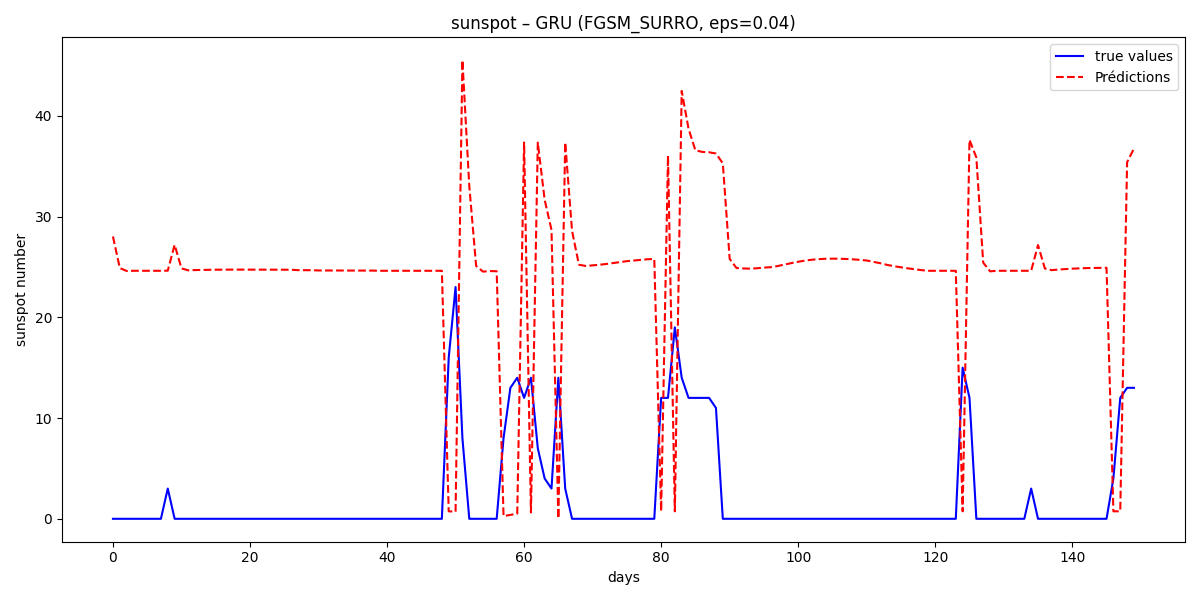 sunspot – GRU (FGSM_SURRO, eps=0.04)
true values
Prédictions
sunspot number
40
30
20
10
0
0 20 40 60 80 100 120 140
days